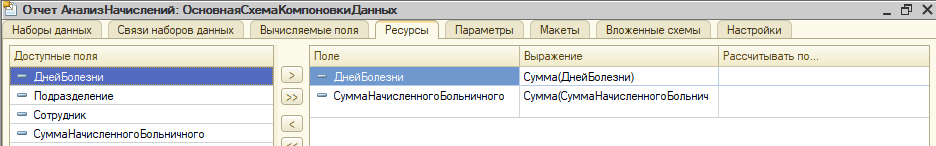 Отчет АнализНачислений: ОсновнаяСхемаКомпоновкиДанных
Наборы данных Связи наборов данных Вычисляемые поля Ресурсы Параметры Макеты Вложенные схемы Настройки
Доступные поля Поле Выражение Рассчитывать по...
ДнейБолезни > ДнейБолезни Сумма(ДнейБолезни)
Подразделение >> СуммаНачисленногоБольничного Сумма(СуммаНачисленногоБольнич
Сотрудник <
СуммаНачисленногоБольничного <<